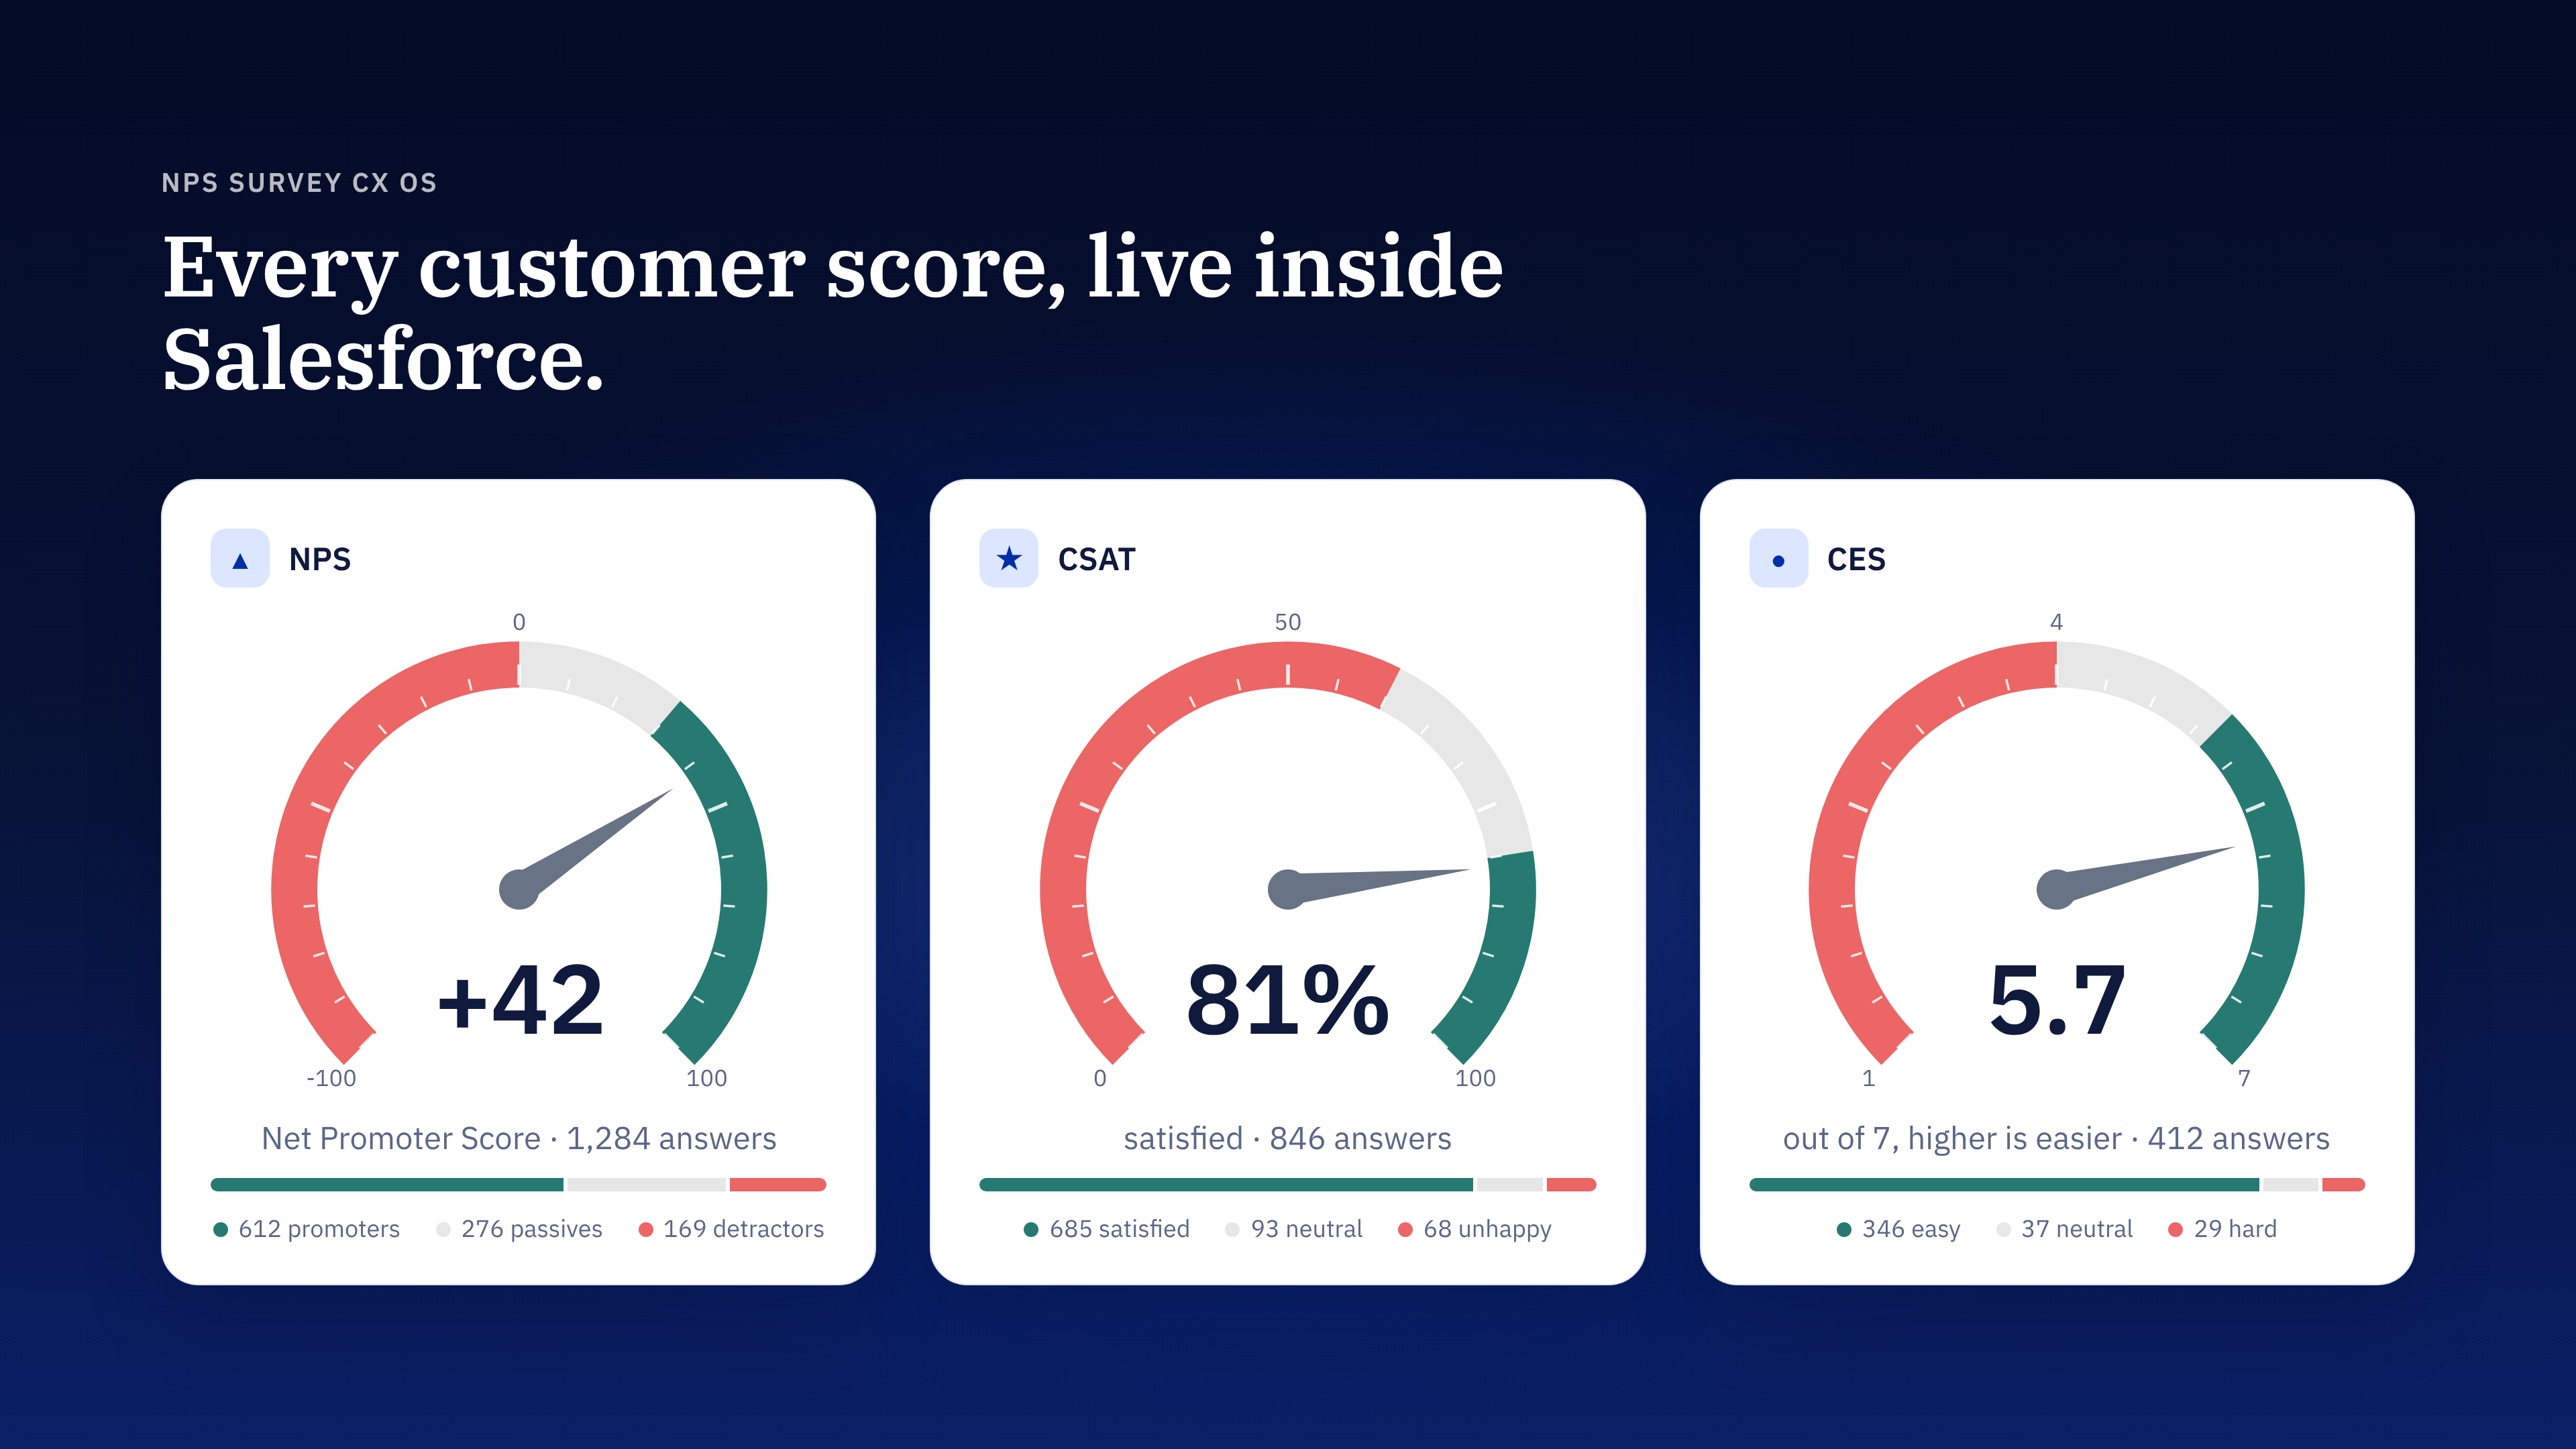 NPS SURVEY CX OS
Every customer score, live inside
Salesforce.
NPS
0
-100
100
+42
Net Promoter Score · 1,284 answers
612 promoters
276 passives
169 detractors
CSAT
50
0
100
81%
satisfied · 846 answers
685 satisfied
93 neutral
68 unhappy
CES
4
1
7
5.7
out of 7, higher is easier · 412 answers
346 easy
37 neutral
29 hard